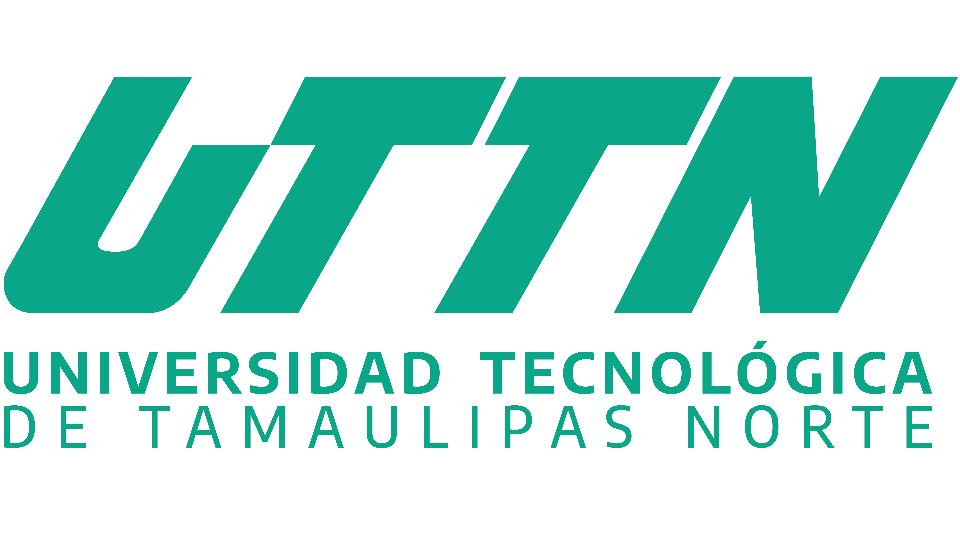 UTTN
UNIVERSIDAD TECNOLÓGICA
DE TAMAULIPAS NORTE